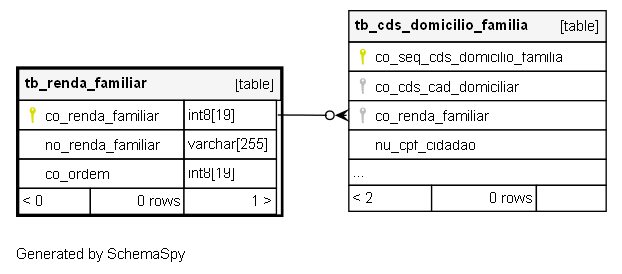 tb_cds_domicilio_familia [table]
co_seq_cds_domicilio_familia
co_cds_cad_domiciliar
co_renda_familiar
nu_cpf_cidadao
...
< 2 0 rows
tb_renda_familiar [table]
co_renda_familiar int8[19]
no_renda_familiar varchar[255]
co_ordem int8[19]
< 0 0 rows 1 >
Generated by SchemaSpy